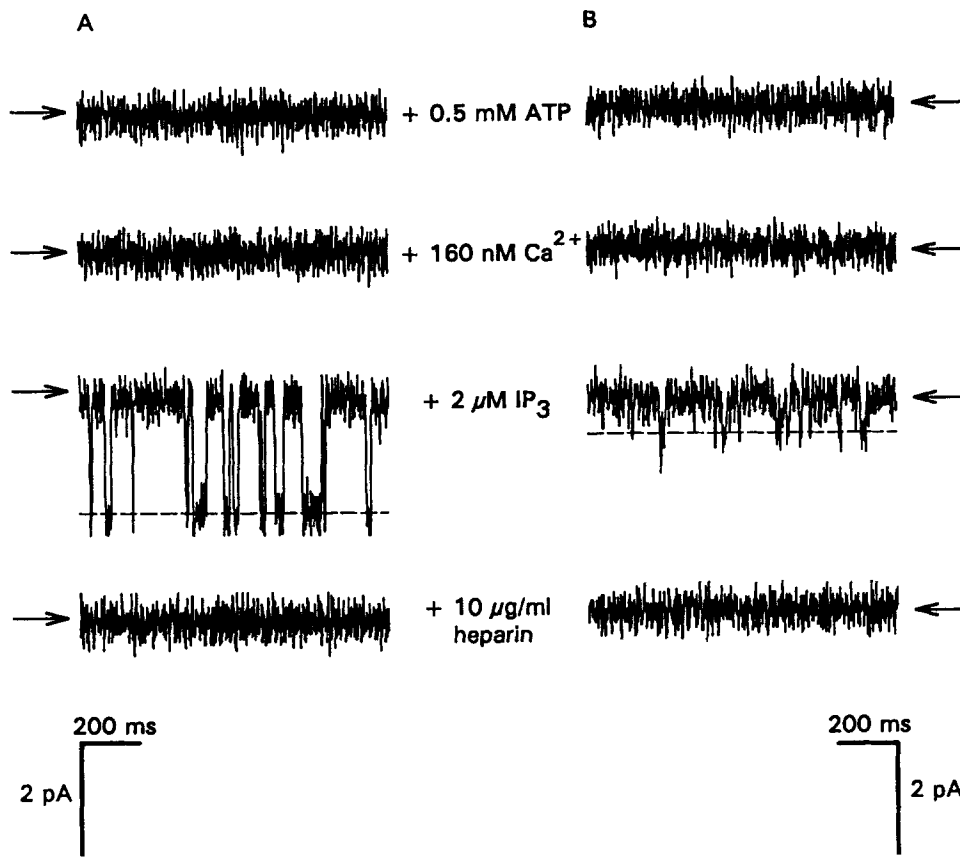 A
B
+ 0.5 mM ATP
+ 160 nM Ca2+
+ 2 μM IP3
+ 10 μg/ml
heparin
200 ms
200 ms
2 pA
2 pA